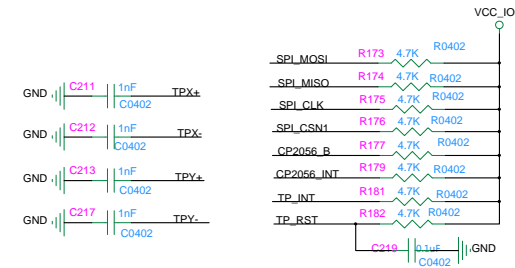 VCC_IO
SPI_MOSI R173 4.7K R0402
SPI_MISO R174 4.7K R0402
SPI_CLK R175 4.7K R0402
SPI_CSN1 R176 4.7K R0402
CP2056_B R177 4.7K R0402
CP2056_INT R179 4.7K R0402
TP_INT R181 4.7K R0402
TP_RST R182 4.7K R0402
C219 0.1uF GND
C0402
GND C211 1nF TPX+
C0402
GND C212 1nF TPX-
C0402
GND C213 1nF TPY+
C0402
GND C217 1nF TPY-
C0402